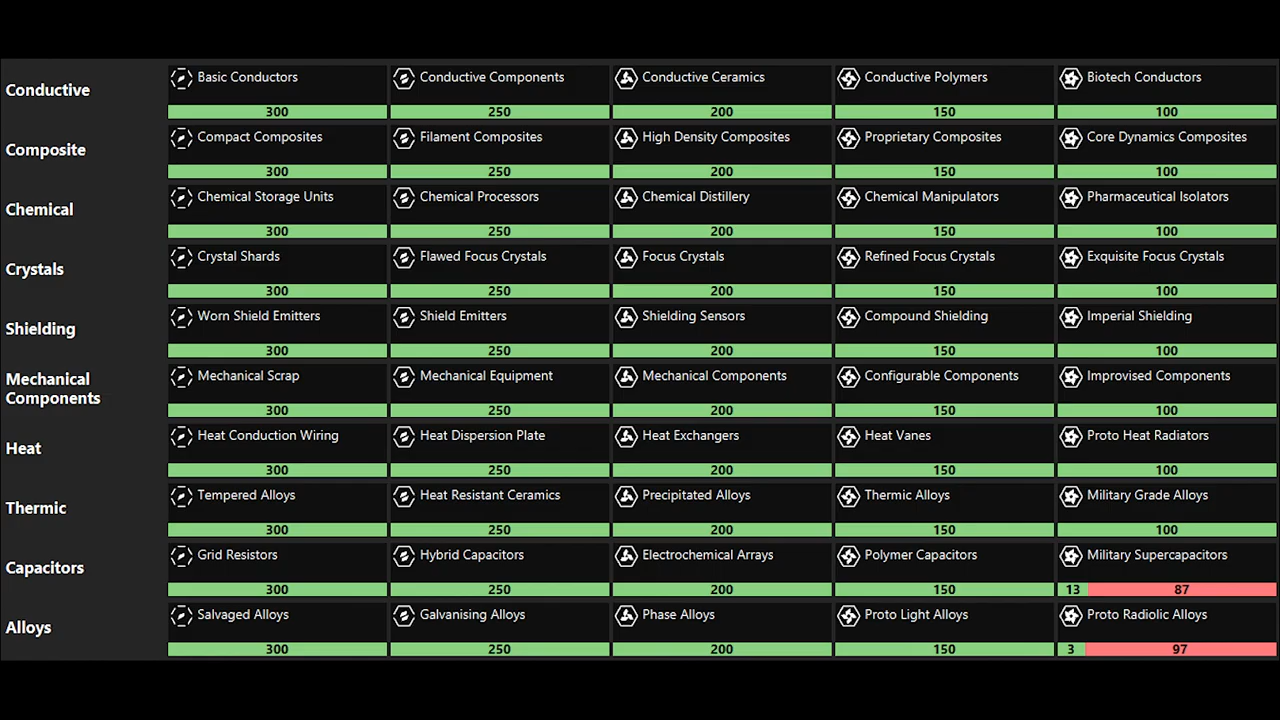 Conductive
Basic Conductors
Conductive Components
Conductive Ceramics
Conductive Polymers
Biotech Conductors
300
250
200
150
100
Composite
Compact Composites
Filament Composites
High Density Composites
Proprietary Composites
Core Dynamics Composites
300
250
200
150
100
Chemical
Chemical Storage Units
Chemical Processors
Chemical Distillery
Chemical Manipulators
Pharmaceutical Isolators
300
250
200
150
100
Crystals
Crystal Shards
Flawed Focus Crystals
Focus Crystals
Refined Focus Crystals
Exquisite Focus Crystals
300
250
200
150
100
Shielding
Worn Shield Emitters
Shield Emitters
Shielding Sensors
Compound Shielding
Imperial Shielding
300
250
200
150
100
Mechanical
Components
Mechanical Scrap
Mechanical Equipment
Mechanical Components
Configurable Components
Improvised Components
300
250
200
150
100
Heat
Heat Conduction Wiring
Heat Dispersion Plate
Heat Exchangers
Heat Vanes
Proto Heat Radiators
300
250
200
150
100
Thermic
Tempered Alloys
Heat Resistant Ceramics
Precipitated Alloys
Thermic Alloys
Military Grade Alloys
300
250
200
150
100
Capacitors
Grid Resistors
Hybrid Capacitors
Electrochemical Arrays
Polymer Capacitors
Military Supercapacitors
300
250
200
150
13
87
Alloys
Salvaged Alloys
Galvanising Alloys
Phase Alloys
Proto Light Alloys
Proto Radiolic Alloys
300
250
200
150
3
97